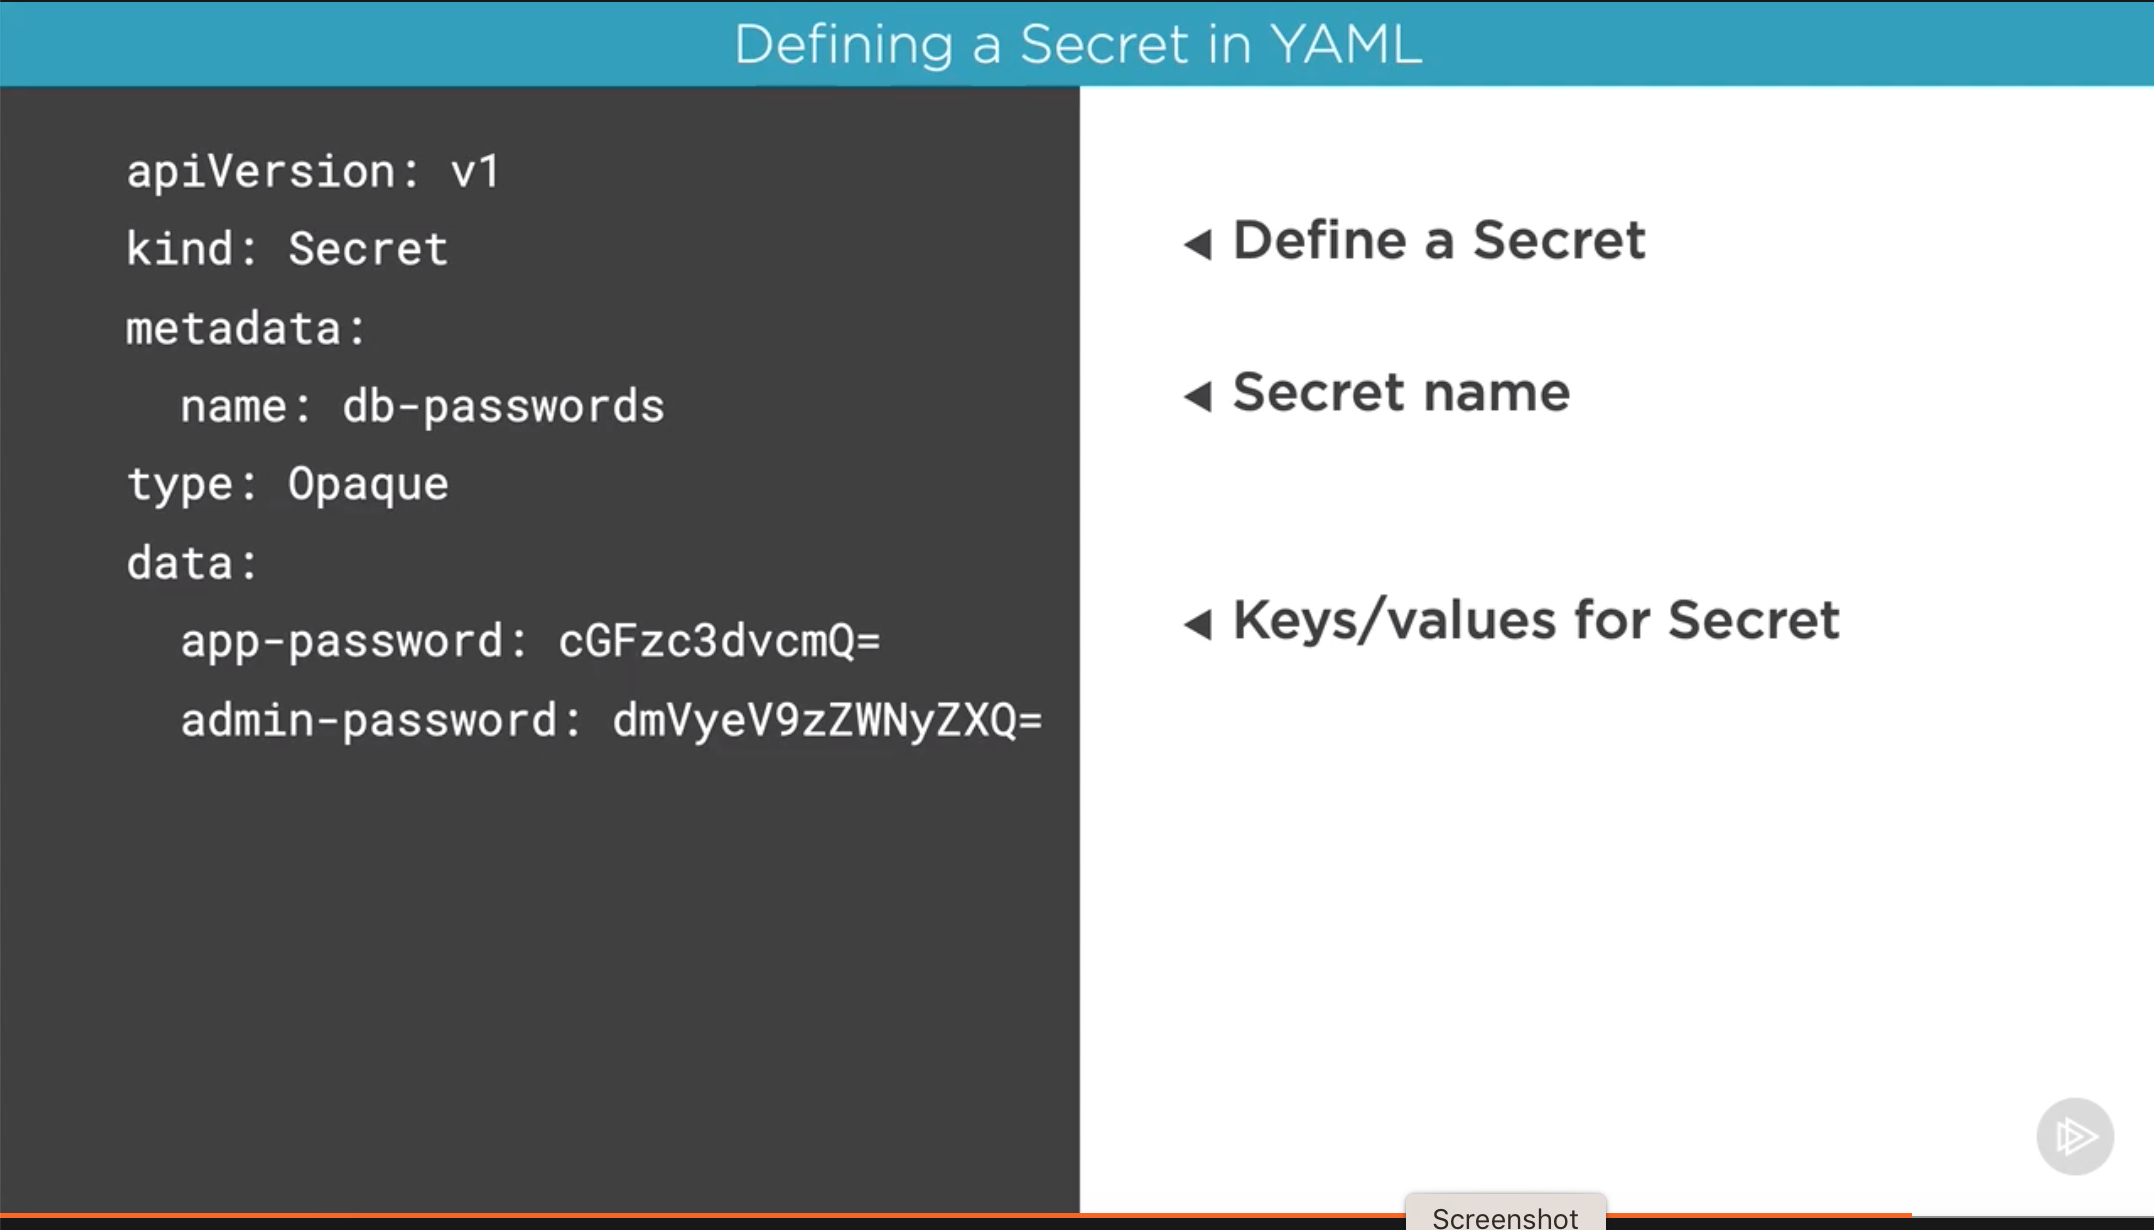 Defining a Secret in YAML
apiVersion: v1
kind: Secret
metadata:
name: db-passwords
type: Opaque
data:
app-password: cGFzc3dvcmQ=
admin-password: dmVyeV9zZWNyZXQ=
Define a Secret
Secret name
Keys/values for Secret
Screenshot